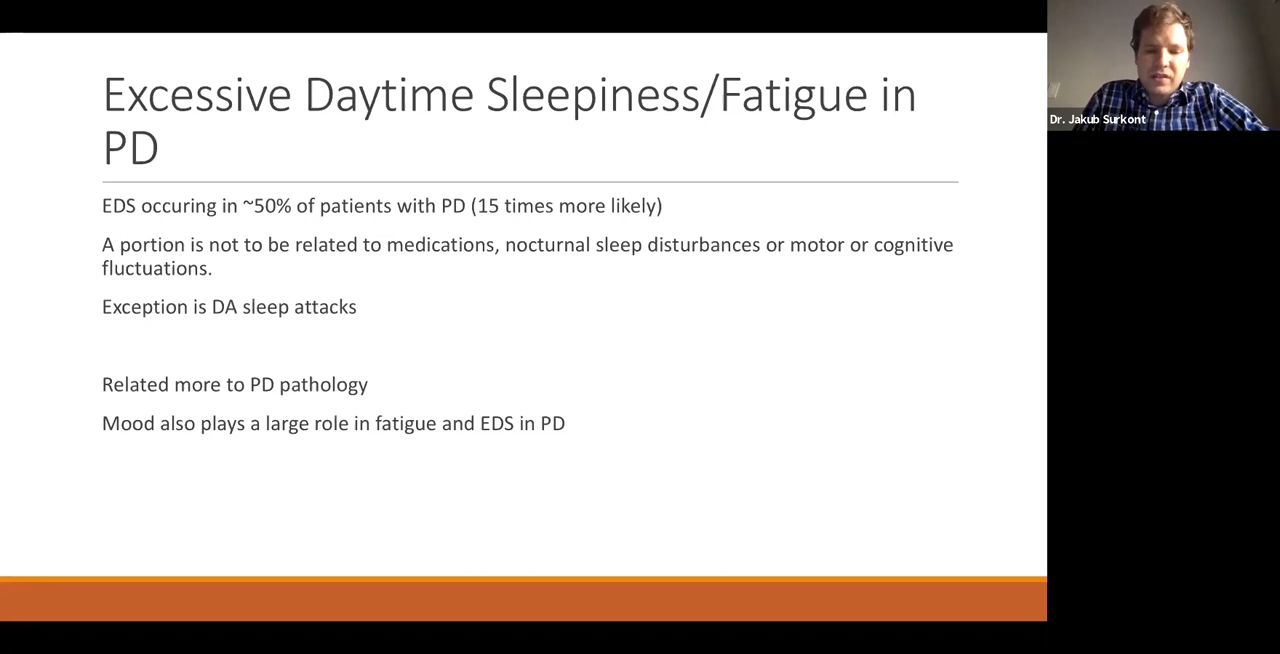 Excessive Daytime Sleepiness/Fatigue in
PD
EDS occuring in ~50% of patients with PD (15 times more likely)
A portion is not to be related to medications, nocturnal sleep disturbances or motor or cognitive
fluctuations.
Exception is DA sleep attacks
Related more to PD pathology
Mood also plays a large role in fatigue and EDS in PD
Dr. Jakub Surkont